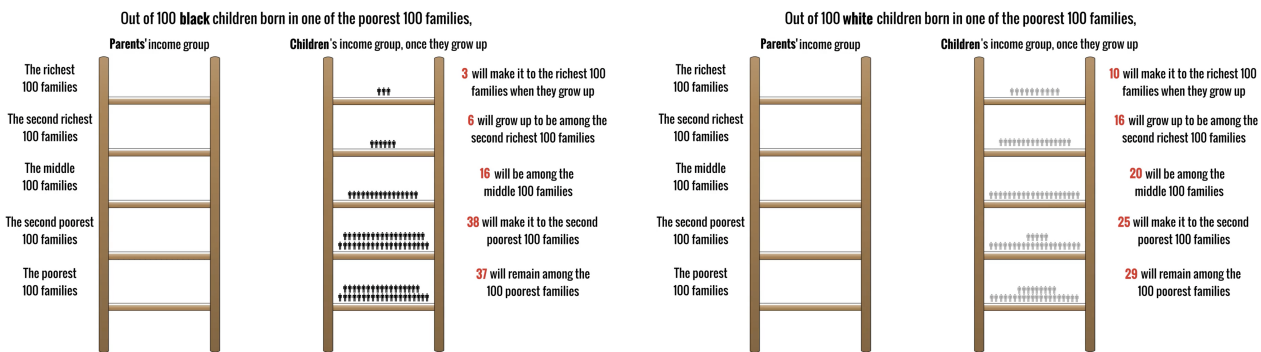 Out of 100 black children born in one of the poorest 100 families,
Parents' income group
Children's income group, once they grow up
The richest
100 families
3 will make it to the richest 100
families when they grow up
The second richest
100 families
6 will grow up to be among the
second richest 100 families
The middle
100 families
16 will be among the
middle 100 families
The second poorest
100 families
38 will make it to the second
poorest 100 families
The poorest
100 families
37 will remain among the
100 poorest families
Out of 100 white children born in one of the poorest 100 families,
Parents' income group
Children's income group, once they grow up
The richest
100 families
10 will make it to the richest 100
families when they grow up
The second richest
100 families
16 will grow up to be among the
second richest 100 families
The middle
100 families
20 will be among the
middle 100 families
The second poorest
100 families
25 will make it to the second
poorest 100 families
The poorest
100 families
29 will remain among the
100 poorest families